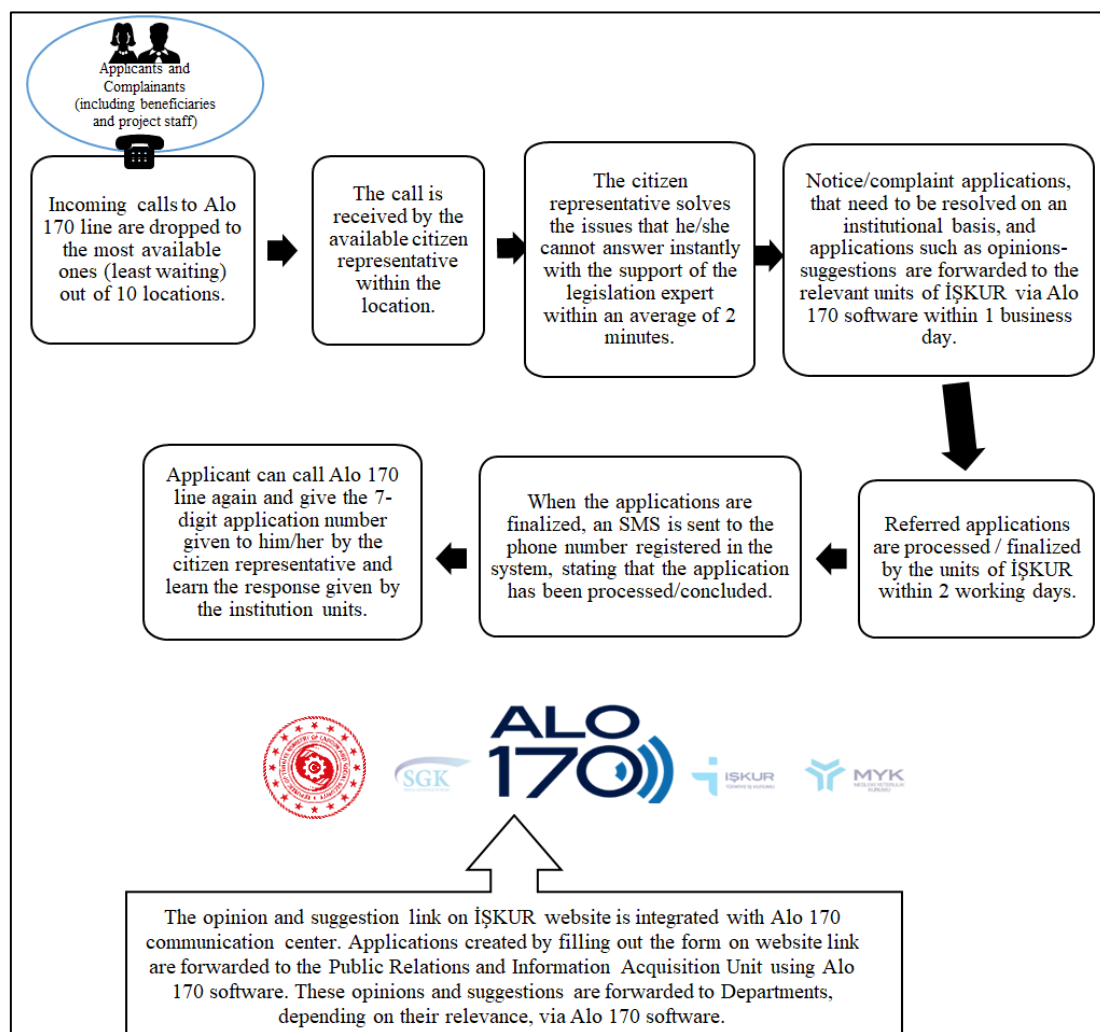 Applicants and
Complainants
(including beneficiaries
and project staff)
Incoming calls to Alo
170 line are dropped to
the most available
ones (least waiting)
out of 10 locations.
The call is
received by the
available citizen
representative
within the
location.
The citizen
representative solves
the issues that he/she
cannot answer instantly
with the support of the
legislation expert
within an average of 2
minutes.
Notice/complaint applications,
that need to be resolved on an
institutional basis, and
applications such as opinions-
suggestions are forwarded to the
relevant units of İŞKUR via Alo
170 software within 1 business
day.
Referred applications
are processed / finalized
by the units of İŞKUR
within 2 working days.
When the applications are
finalized, an SMS is sent to the
phone number registered in the
system, stating that the application
has been processed/concluded.
Applicant can call Alo 170
line again and give the 7-
digit application number
given to him/her by the
citizen representative and
learn the response given by
the institution units.
SGK
ALO
170
İŞKUR
TÜRKİYE İŞ KURUMU
MYK
MESLEKİ YETERLİLİK
KURUMU
The opinion and suggestion link on İŞKUR website is integrated with Alo 170
communication center. Applications created by filling out the form on website link
are forwarded to the Public Relations and Information Acquisition Unit using Alo
170 software. These opinions and suggestions are forwarded to Departments,
depending on their relevance, via Alo 170 software.